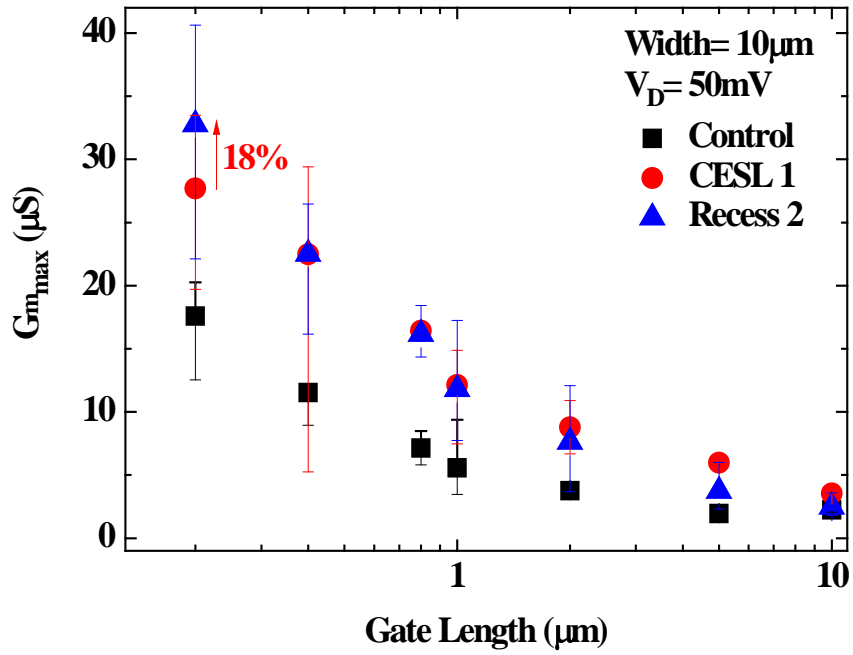 40
30
20
10
0
Gm_max (μS)
Width= 10μm
V_D= 50mV
Control
CESL 1
Recess 2
18%
1
10
Gate Length (μm)